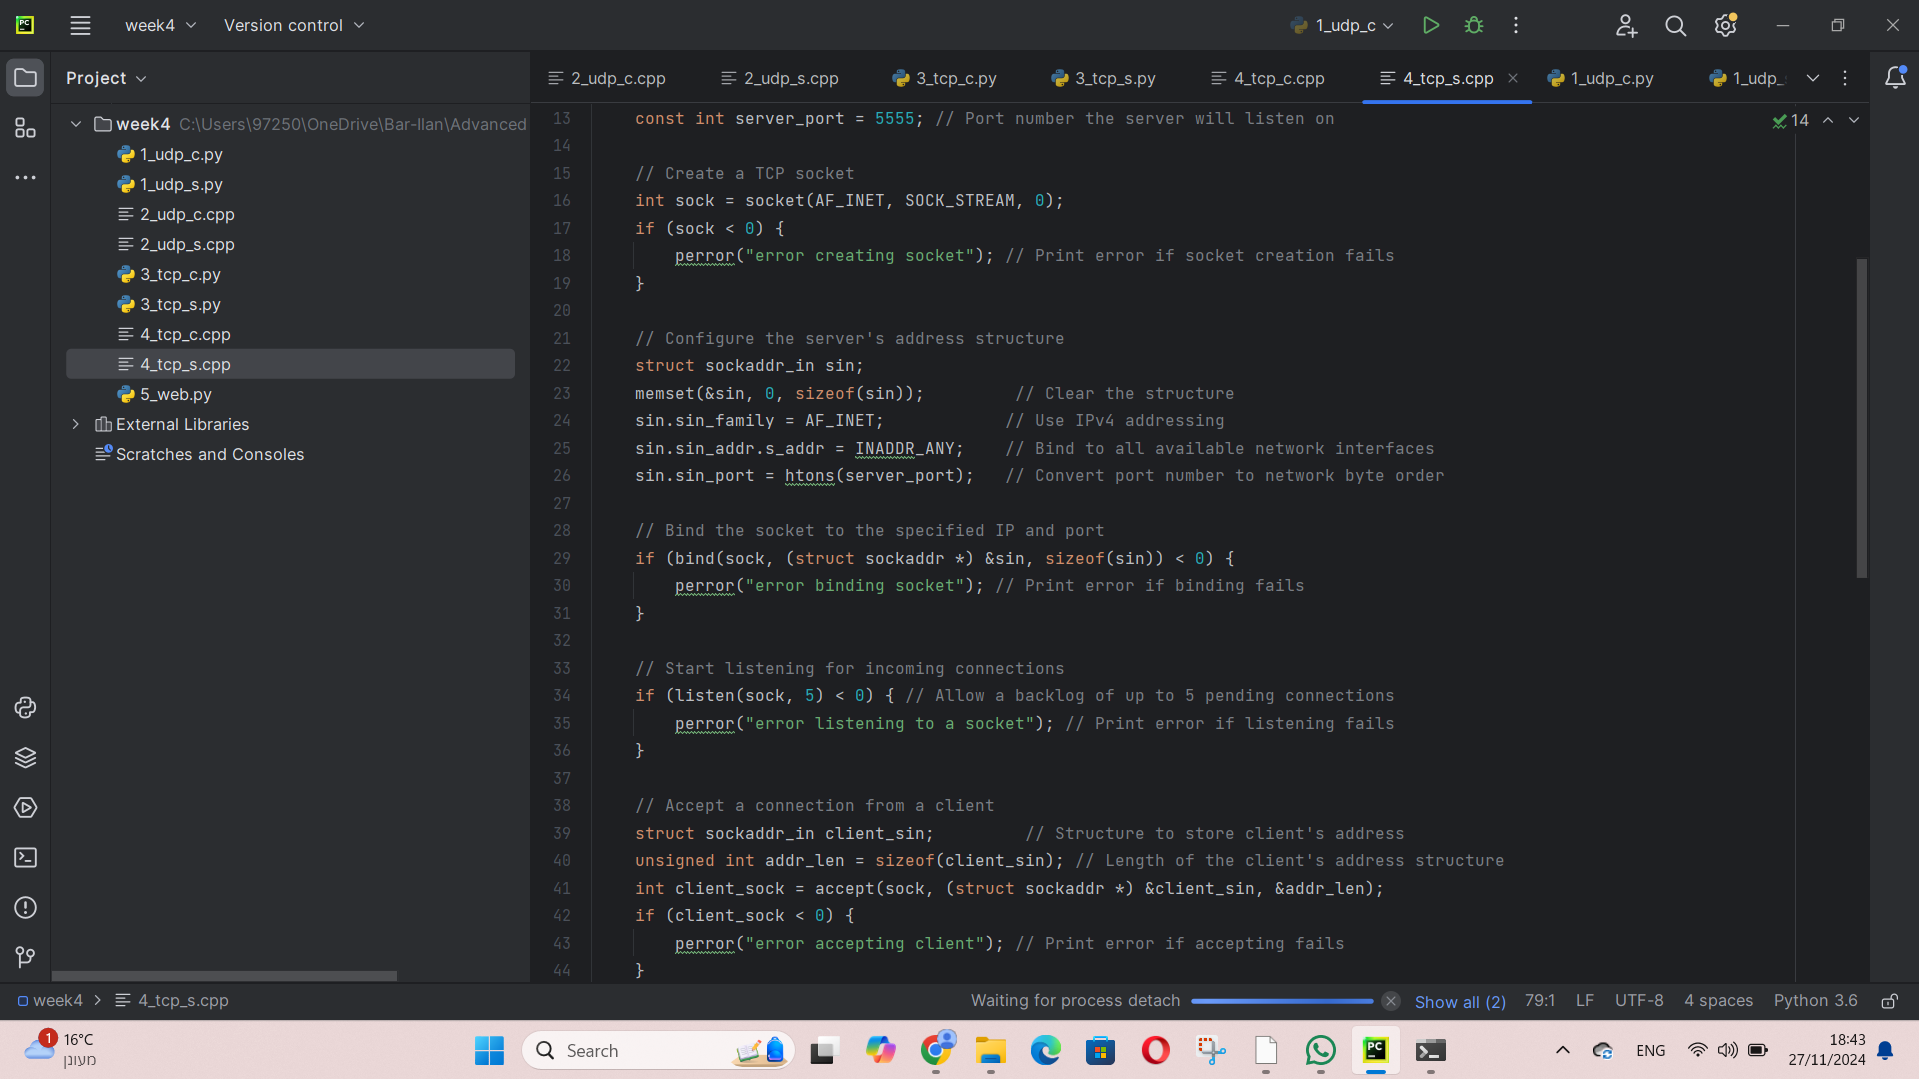 week4
Version control
1_udp_c
Project
2_udp_c.cpp
2_udp_s.cpp
3_tcp_c.py
3_tcp_s.py
4_tcp_c.cpp
4_tcp_s.cpp
1_udp_c.py
1_udp_
week4 C:\Users\97250\OneDrive\Bar-Ilan\Advanced
1_udp_c.py
1_udp_s.py
2_udp_c.cpp
2_udp_s.cpp
3_tcp_c.py
3_tcp_s.py
4_tcp_c.cpp
4_tcp_s.cpp
5_web.py
External Libraries
Scratches and Consoles
14
13 const int server_port = 5555; // Port number the server will listen on
14
15 // Create a TCP socket
16 int sock = socket(AF_INET, SOCK_STREAM, 0);
17 if (sock < 0) {
18 perror("error creating socket"); // Print error if socket creation fails
19 }
20
21 // Configure the server's address structure
22 struct sockaddr_in sin;
23 memset(&sin, 0, sizeof(sin)); // Clear the structure
24 sin.sin_family = AF_INET; // Use IPv4 addressing
25 sin.sin_addr.s_addr = INADDR_ANY; // Bind to all available network interfaces
26 sin.sin_port = htons(server_port); // Convert port number to network byte order
27
28 // Bind the socket to the specified IP and port
29 if (bind(sock, (struct sockaddr *) &sin, sizeof(sin)) < 0) {
30 perror("error binding socket"); // Print error if binding fails
31 }
32
33 // Start listening for incoming connections
34 if (listen(sock, 5) < 0) { // Allow a backlog of up to 5 pending connections
35 perror("error listening to a socket"); // Print error if listening fails
36 }
37
38 // Accept a connection from a client
39 struct sockaddr_in client_sin; // Structure to store client's address
40 unsigned int addr_len = sizeof(client_sin); // Length of the client's address structure
41 int client_sock = accept(sock, (struct sockaddr *) &client_sin, &addr_len);
42 if (client_sock < 0) {
43 perror("error accepting client"); // Print error if accepting fails
44 }
week4 > 4_tcp_s.cpp
Waiting for process detach
Show all (2)
79:1
LF
UTF-8
4 spaces
Python 3.6
1
16°C
מעונן
Search
PC
ENG
18:43
27/11/2024